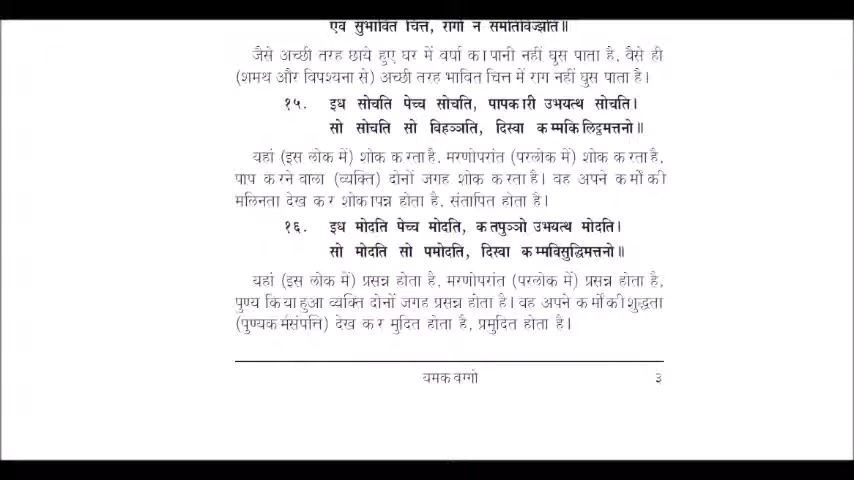 एवं सुभावितं चित्तं, रागो न समतिविज्झति॥
जैसे अच्छी तरह छाये हुए घर में वर्षा का पानी नहीं घुस पाता है, वैसे ही
(शमथ और विपश्यना से) अच्छी तरह भावित चित्त में राग नहीं घुस पाता है।
१५. इध सोचति पेच्च सोचति, पापकारी उभयत्थ सोचति।
सो सोचति सो विहञ्ञति, दिस्वा कम्मकिलिट्ठमत्तनो॥
यहां (इस लोक में) शोक करता है, मरणोपरांत (परलोक में) शोक करता है,
पाप करने वाला (व्यक्ति) दोनों जगह शोक करता है। वह अपने कर्मों की
मलिनता देख कर शोकापन्न होता है, संतापित होता है।
१६. इध मोदति पेच्च मोदति, कतपुञ्ञो उभयत्थ मोदति।
सो मोदति सो पमोदति, दिस्वा कम्मविसुद्धिमत्तनो॥
यहां (इस लोक में) प्रसन्न होता है, मरणोपरांत (परलोक में) प्रसन्न होता है,
पुण्य किया हुआ व्यक्ति दोनों जगह प्रसन्न होता है। वह अपने कर्मों की शुद्धता
(पुण्यकर्मसंपत्ति) देख कर मुदित होता है, प्रमुदित होता है।
यमकवग्गो ३